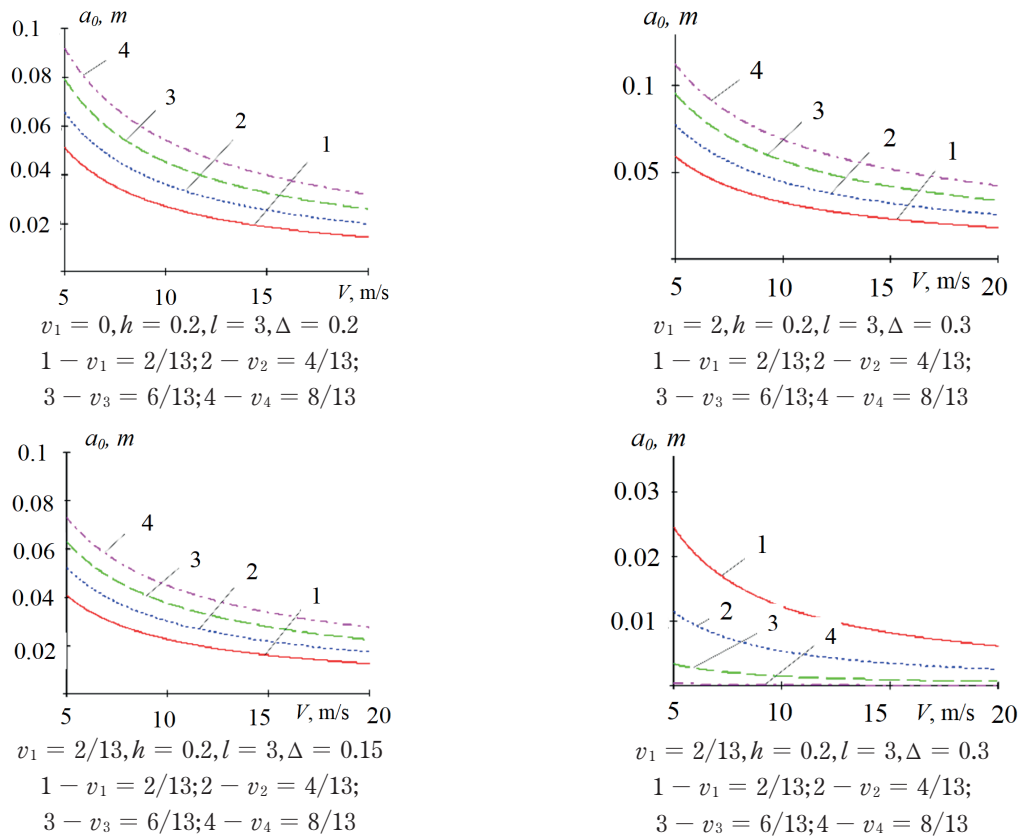 a₀, m
0.1
0.08
0.06
0.04
0.02
4
3
2
1
5
10
15
V, m/s
20
v₁ = 0, h = 0.2, l = 3, Δ = 0.2
1 − v₁ = 2/13; 2 − v₂ = 4/13;
3 − v₃ = 6/13; 4 − v₄ = 8/13
a₀, m
0.1
0.05
4
3
2
1
5
10
15
V, m/s
20
v₁ = 2, h = 0.2, l = 3, Δ = 0.3
1 − v₁ = 2/13; 2 − v₂ = 4/13;
3 − v₃ = 6/13; 4 − v₄ = 8/13
a₀, m
0.1
0.08
0.06
0.04
0.02
4
3
2
1
5
10
15
V, m/s
20
v₁ = 2/13, h = 0.2, l = 3, Δ = 0.15
1 − v₁ = 2/13; 2 − v₂ = 4/13;
3 − v₃ = 6/13; 4 − v₄ = 8/13
a₀, m
0.03
0.02
0.01
1
2
3
4
5
10
15
V, m/s
20
v₁ = 2/13, h = 0.2, l = 3, Δ = 0.3
1 − v₁ = 2/13; 2 − v₂ = 4/13;
3 − v₃ = 6/13; 4 − v₄ = 8/13